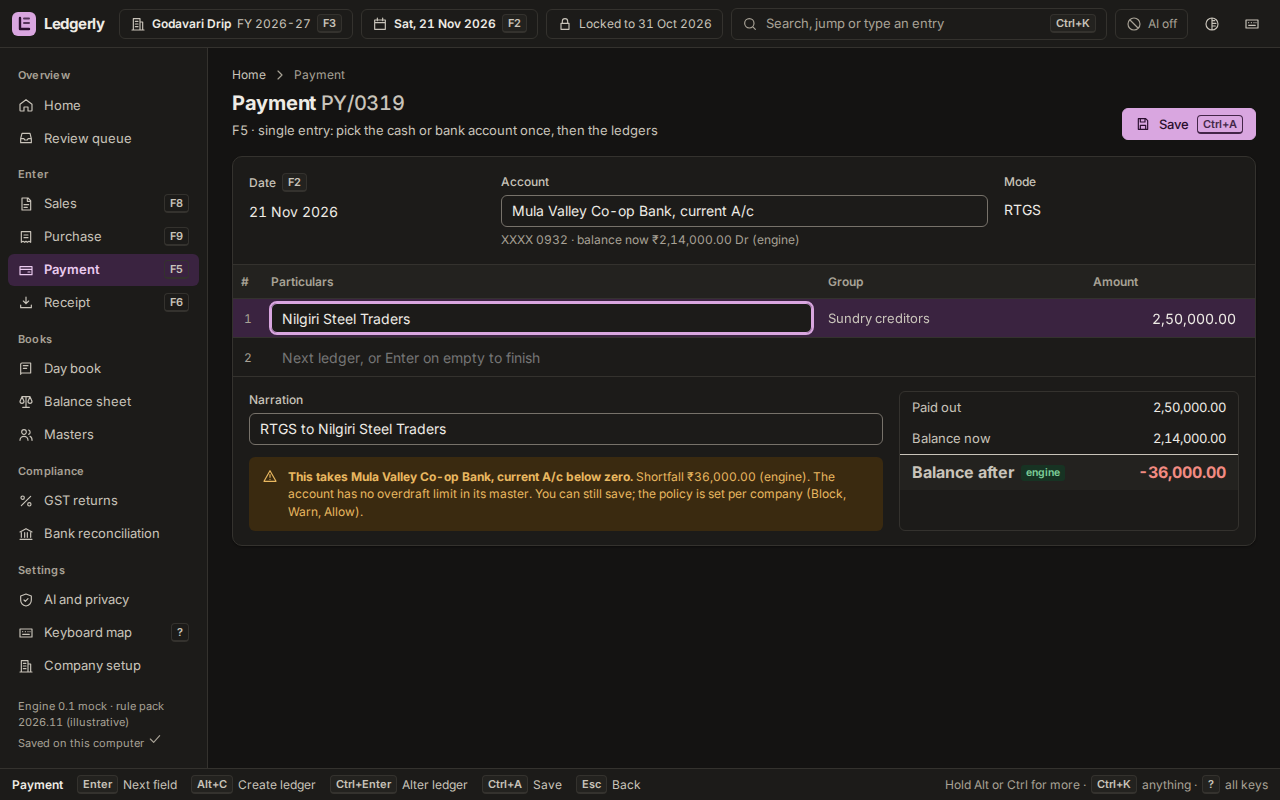 Ledgerly
Godavari Drip FY 2026-27 F3
Sat, 21 Nov 2026 F2
Locked to 31 Oct 2026
Search, jump or type an entry Ctrl+K
AI off
Overview
Home
Review queue
Enter
Sales F8
Purchase F9
Payment F5
Receipt F6
Books
Day book
Balance sheet
Masters
Compliance
GST returns
Bank reconciliation
Settings
AI and privacy
Keyboard map ?
Company setup
Engine 0.1 mock · rule pack
2026.11 (illustrative)
Saved on this computer
Home > Payment
Payment PY/0319
F5 · single entry: pick the cash or bank account once, then the ledgers
Save Ctrl+A
Date F2
21 Nov 2026
Account
Mula Valley Co-op Bank, current A/c
XXXX 0932 · balance now ₹2,14,000.00 Dr (engine)
Mode
RTGS
# Particulars Group Amount
1 Nilgiri Steel Traders Sundry creditors 2,50,000.00
2 Next ledger, or Enter on empty to finish
Narration
RTGS to Nilgiri Steel Traders
This takes Mula Valley Co-op Bank, current A/c below zero. Shortfall ₹36,000.00 (engine). The
account has no overdraft limit in its master. You can still save; the policy is set per company (Block,
Warn, Allow).
Paid out 2,50,000.00
Balance now 2,14,000.00
Balance after engine -36,000.00
Payment Enter Next field Alt+C Create ledger Ctrl+Enter Alter ledger Ctrl+A Save Esc Back
Hold Alt or Ctrl for more · Ctrl+K anything · ? all keys